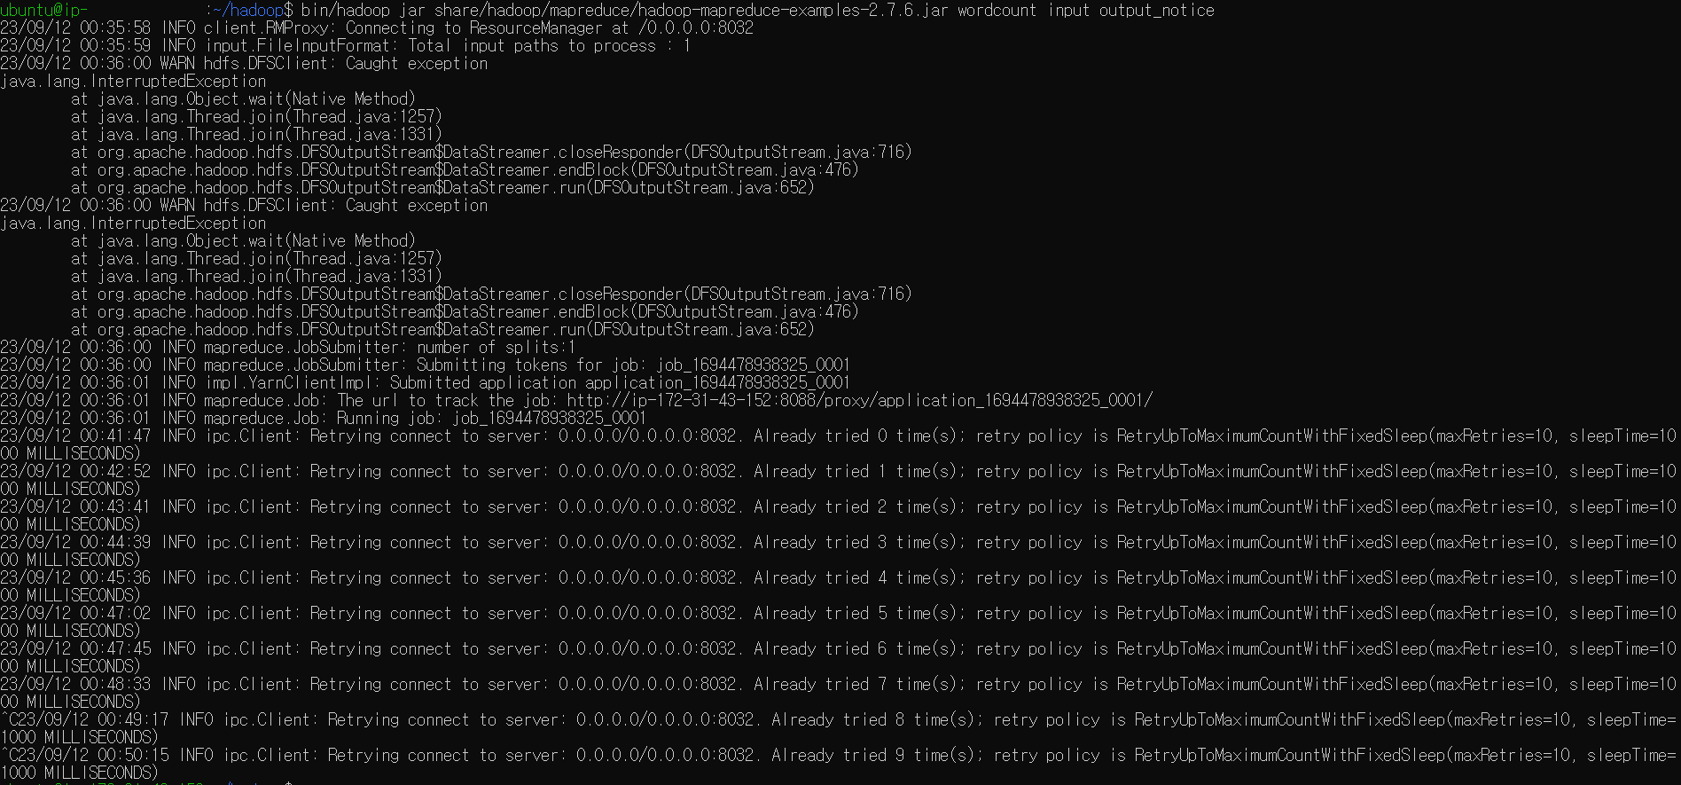 ubuntu@ip- :~/hadoop$ bin/hadoop jar share/hadoop/mapreduce/hadoop-mapreduce-examples-2.7.6.jar wordcount input output_notice
23/09/12 00:35:58 INFO client.RMProxy: Connecting to ResourceManager at /0.0.0.0:8032
23/09/12 00:35:59 INFO input.FileInputFormat: Total input paths to process : 1
23/09/12 00:36:00 WARN hdfs.DFSClient: Caught exception
java.lang.InterruptedException
        at java.lang.Object.wait(Native Method)
        at java.lang.Thread.join(Thread.java:1257)
        at java.lang.Thread.join(Thread.java:1331)
        at org.apache.hadoop.hdfs.DFSOutputStream$DataStreamer.closeResponder(DFSOutputStream.java:716)
        at org.apache.hadoop.hdfs.DFSOutputStream$DataStreamer.endBlock(DFSOutputStream.java:476)
        at org.apache.hadoop.hdfs.DFSOutputStream$DataStreamer.run(DFSOutputStream.java:652)
23/09/12 00:36:00 WARN hdfs.DFSClient: Caught exception
java.lang.InterruptedException
        at java.lang.Object.wait(Native Method)
        at java.lang.Thread.join(Thread.java:1257)
        at java.lang.Thread.join(Thread.java:1331)
        at org.apache.hadoop.hdfs.DFSOutputStream$DataStreamer.closeResponder(DFSOutputStream.java:716)
        at org.apache.hadoop.hdfs.DFSOutputStream$DataStreamer.endBlock(DFSOutputStream.java:476)
        at org.apache.hadoop.hdfs.DFSOutputStream$DataStreamer.run(DFSOutputStream.java:652)
23/09/12 00:36:00 INFO mapreduce.JobSubmitter: number of splits:1
23/09/12 00:36:00 INFO mapreduce.JobSubmitter: Submitting tokens for job: job_1694478938325_0001
23/09/12 00:36:01 INFO impl.YarnClientImpl: Submitted application application_1694478938325_0001
23/09/12 00:36:01 INFO mapreduce.Job: The url to track the job: http://ip-172-31-43-152:8088/proxy/application_1694478938325_0001/
23/09/12 00:36:01 INFO mapreduce.Job: Running job: job_1694478938325_0001
23/09/12 00:41:47 INFO ipc.Client: Retrying connect to server: 0.0.0.0/0.0.0.0:8032. Already tried 0 time(s); retry policy is RetryUpToMaximumCountWithFixedSleep(maxRetries=10, sleepTime=10
00 MILLISECONDS)
23/09/12 00:42:52 INFO ipc.Client: Retrying connect to server: 0.0.0.0/0.0.0.0:8032. Already tried 1 time(s); retry policy is RetryUpToMaximumCountWithFixedSleep(maxRetries=10, sleepTime=10
00 MILLISECONDS)
23/09/12 00:43:41 INFO ipc.Client: Retrying connect to server: 0.0.0.0/0.0.0.0:8032. Already tried 2 time(s); retry policy is RetryUpToMaximumCountWithFixedSleep(maxRetries=10, sleepTime=10
00 MILLISECONDS)
23/09/12 00:44:39 INFO ipc.Client: Retrying connect to server: 0.0.0.0/0.0.0.0:8032. Already tried 3 time(s); retry policy is RetryUpToMaximumCountWithFixedSleep(maxRetries=10, sleepTime=10
00 MILLISECONDS)
23/09/12 00:45:36 INFO ipc.Client: Retrying connect to server: 0.0.0.0/0.0.0.0:8032. Already tried 4 time(s); retry policy is RetryUpToMaximumCountWithFixedSleep(maxRetries=10, sleepTime=10
00 MILLISECONDS)
23/09/12 00:47:02 INFO ipc.Client: Retrying connect to server: 0.0.0.0/0.0.0.0:8032. Already tried 5 time(s); retry policy is RetryUpToMaximumCountWithFixedSleep(maxRetries=10, sleepTime=10
00 MILLISECONDS)
23/09/12 00:47:45 INFO ipc.Client: Retrying connect to server: 0.0.0.0/0.0.0.0:8032. Already tried 6 time(s); retry policy is RetryUpToMaximumCountWithFixedSleep(maxRetries=10, sleepTime=10
00 MILLISECONDS)
23/09/12 00:48:33 INFO ipc.Client: Retrying connect to server: 0.0.0.0/0.0.0.0:8032. Already tried 7 time(s); retry policy is RetryUpToMaximumCountWithFixedSleep(maxRetries=10, sleepTime=10
00 MILLISECONDS)
^C23/09/12 00:49:17 INFO ipc.Client: Retrying connect to server: 0.0.0.0/0.0.0.0:8032. Already tried 8 time(s); retry policy is RetryUpToMaximumCountWithFixedSleep(maxRetries=10, sleepTime=
1000 MILLISECONDS)
^C23/09/12 00:50:15 INFO ipc.Client: Retrying connect to server: 0.0.0.0/0.0.0.0:8032. Already tried 9 time(s); retry policy is RetryUpToMaximumCountWithFixedSleep(maxRetries=10, sleepTime=
1000 MILLISECONDS)